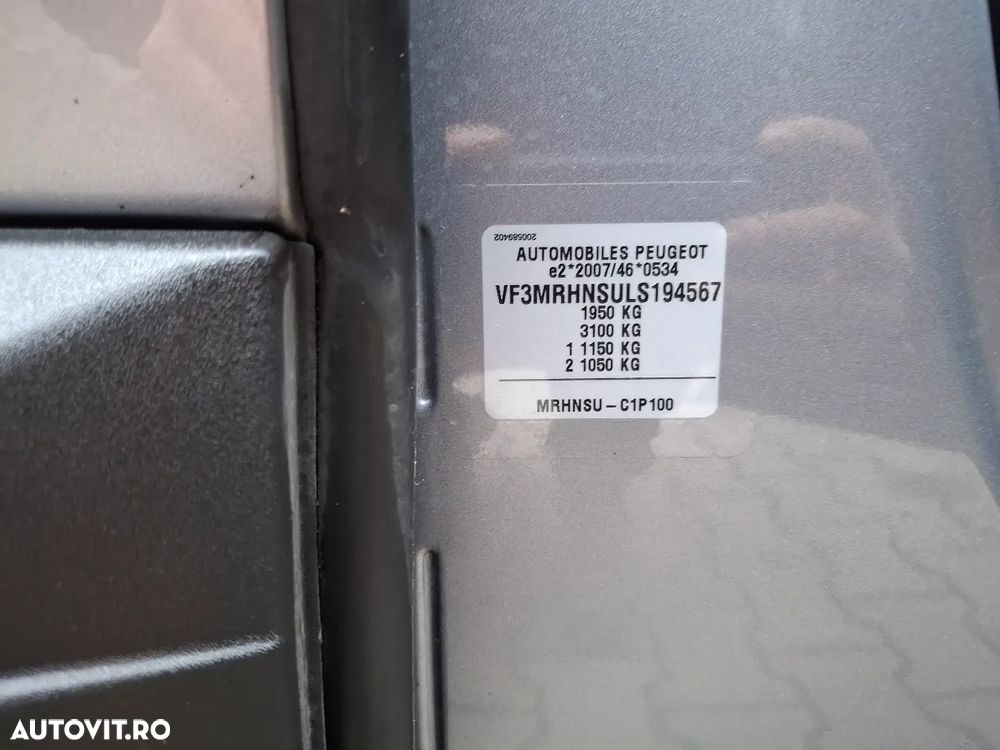 200589402
AUTOMOBILES PEUGEOT
e2*2007/46*0534
VF3MRHNSULS194567
1950 KG
3100 KG
1 1150 KG
2 1050 KG
MRHNSU - C1P100
AUTOVIT.RO